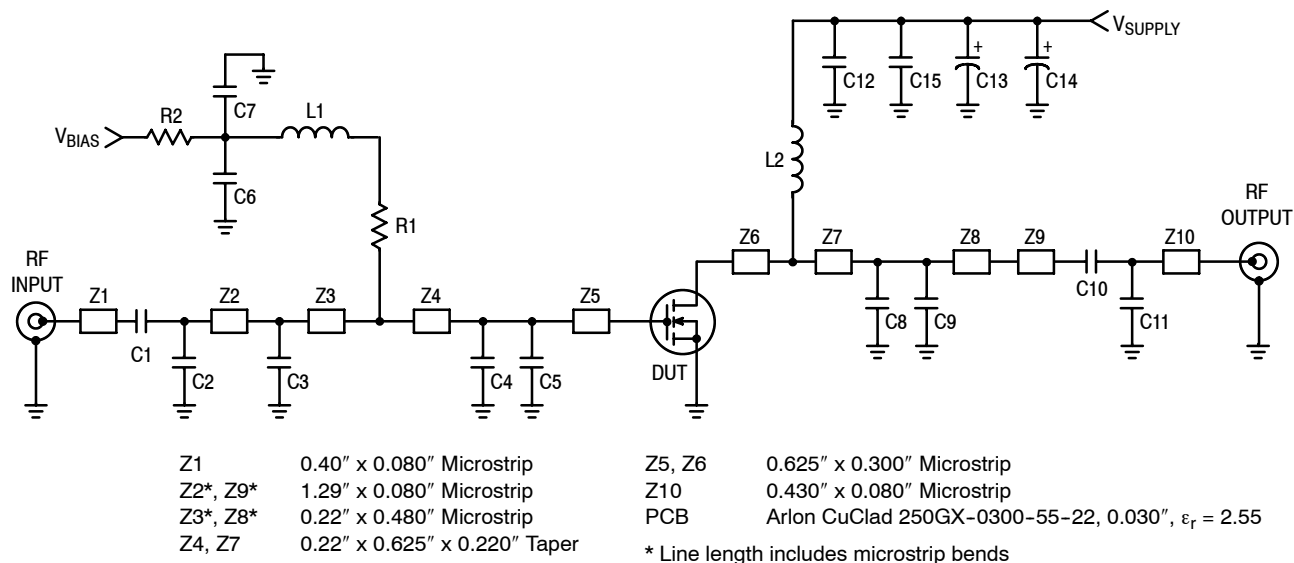 V_SUPPLY
C12
C15
+
C13
+
C14
C7
R2
L1
V_BIAS
C6
R1
L2
RF
INPUT
Z1
C1
Z2
C2
Z3
C3
Z4
C4
C5
Z5
DUT
Z6
Z7
C8
C9
Z8
Z9
C10
C11
Z10
RF
OUTPUT
Z1 0.40″ x 0.080″ Microstrip
Z2*, Z9* 1.29″ x 0.080″ Microstrip
Z3*, Z8* 0.22″ x 0.480″ Microstrip
Z4, Z7 0.22″ x 0.625″ x 0.220″ Taper
Z5, Z6 0.625″ x 0.300″ Microstrip
Z10 0.430″ x 0.080″ Microstrip
PCB Arlon CuClad 250GX-0300-55-22, 0.030″, εr = 2.55
* Line length includes microstrip bends